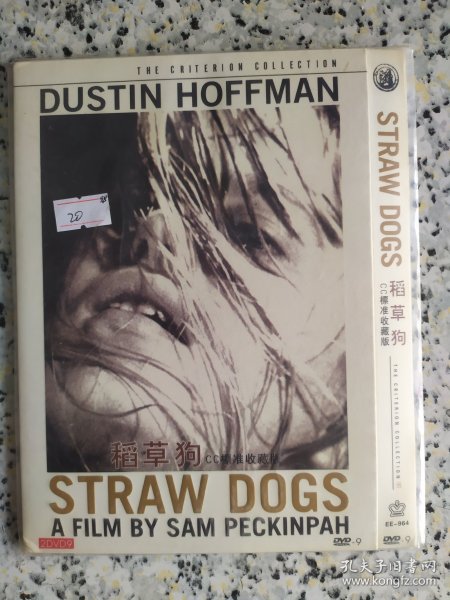 THE CRITERION COLLECTION
DUSTIN HOFFMAN
20
稻草狗 CC标准收藏版
STRAW DOGS
A FILM BY SAM PECKINPAH
2DVD9
DVD-9
STRAW DOGS
稻草狗
CC标准收藏版
THE CRITERION COLLECTION
EE-964
DVD-9
孔夫子旧书网
www.kongfz.com